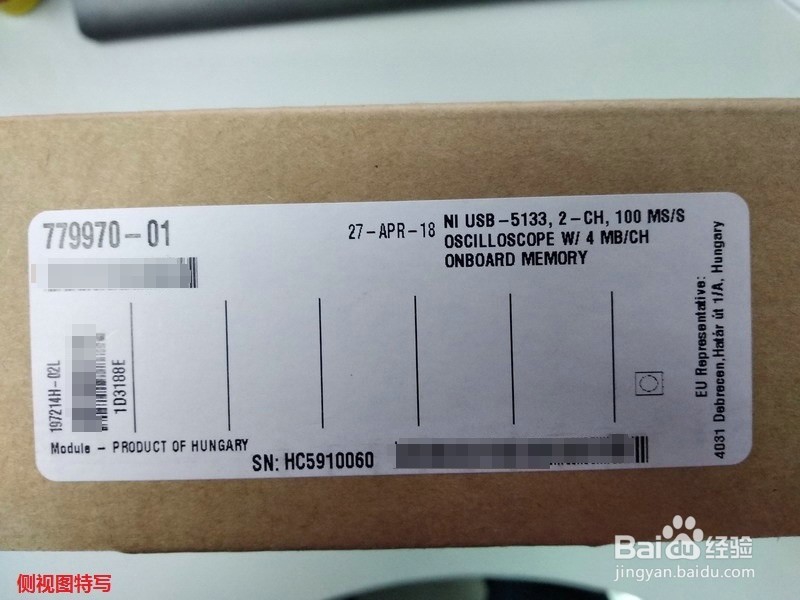 779970-01
27-APR-18
NI USB-5133, 2-CH, 100 MS/S
OSCILLOSCOPE W/ 4 MB/CH
ONBOARD MEMORY
197214H-02L
1D3188E
EU Representative:
4031 Debrecen,Határ út 1/A, Hungary
Module - PRODUCT OF HUNGARY
SN: HC5910060
侧视图特写
Baidu经验
jingyan.baidu.com